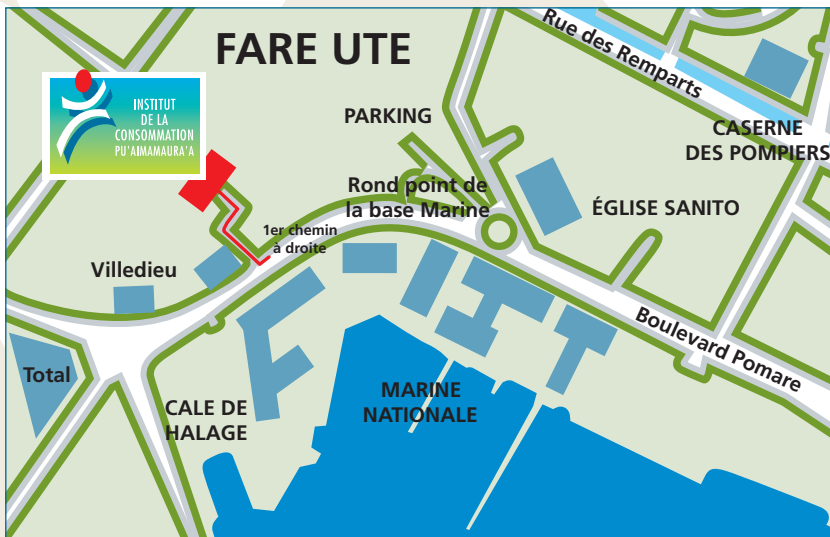 FARE UTE
Rue des Remparts
INSTITUT
DE LA
CONSOMMATION
PU'AIMAMAURA'A
PARKING
CASERNE
DES POMPIERS
Rond point de
la base Marine
ÉGLISE SANITO
1er chemin
à droite
Villedieu
Boulevard Pomare
Total
MARINE
NATIONALE
CALE DE
HALAGE